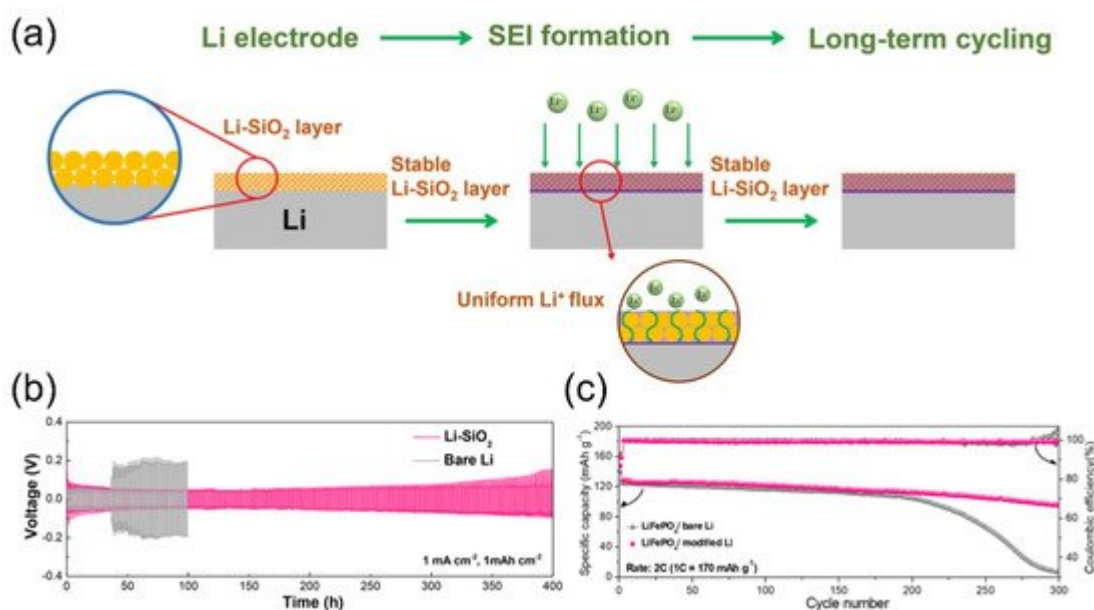 (a)
Li electrode
SEI formation
Long-term cycling
Li-SiO₂ layer
Stable
Li-SiO₂ layer
Stable
Li-SiO₂ layer
Li
Uniform Li⁺ flux
(b)
0.4
0.2
0.0
-0.2
-0.4
Voltage (V)
Li-SiO₂
Bare Li
1 mA cm⁻², 1mAh cm⁻²
0
50
100
150
200
250
300
350
400
Time (h)
(c)
200
160
120
80
40
0
Specific capacity (mAh g⁻¹)
LiFePO₄/ bare Li
LiFePO₄/ modified Li
Rate: 2C (1C = 170 mAh g⁻¹)
0
50
100
150
200
250
300
Cycle number
100
80
60
40
Coulombic efficiency(%)